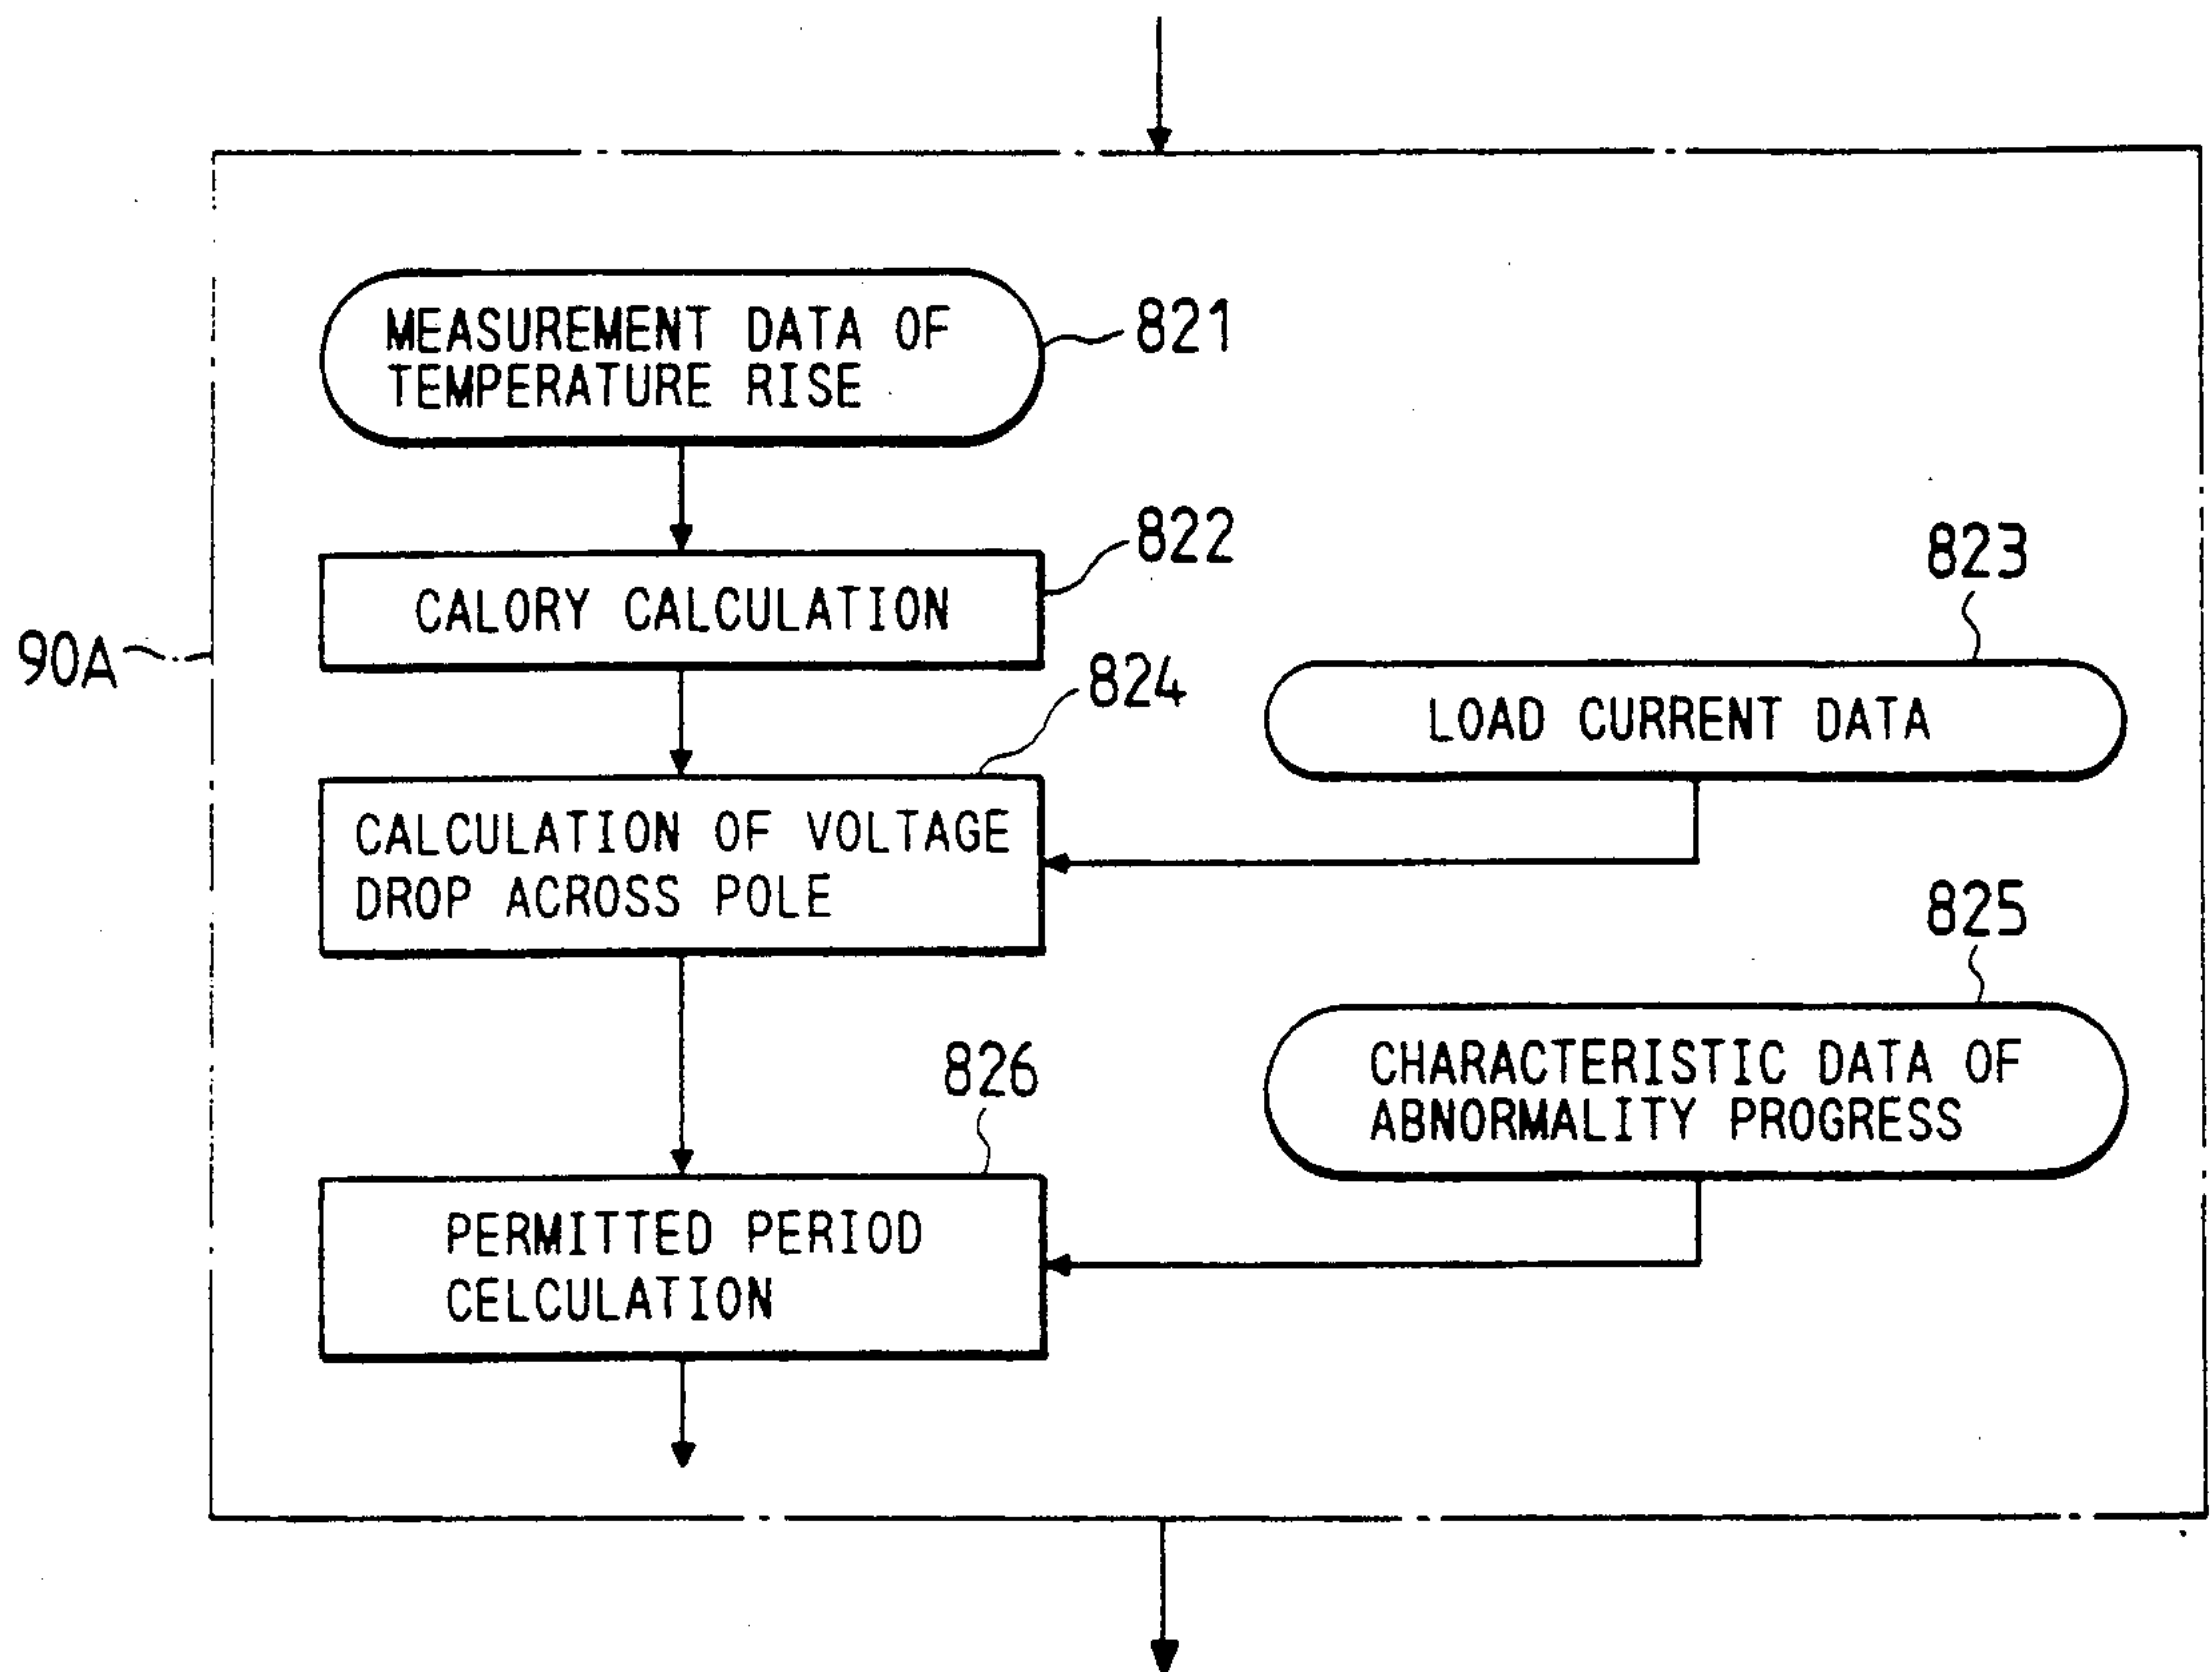 MEASUREMENT DATA OF
TEMPERATURE RISE
821
CALORY CALCULATION
822
823
90A
824
LOAD CURRENT DATA
CALCULATION OF VOLTAGE
DROP ACROSS POLE
825
826
CHARACTERISTIC DATA OF
ABNORMALITY PROGRESS
PERMITTED PERIOD
CELCULATION